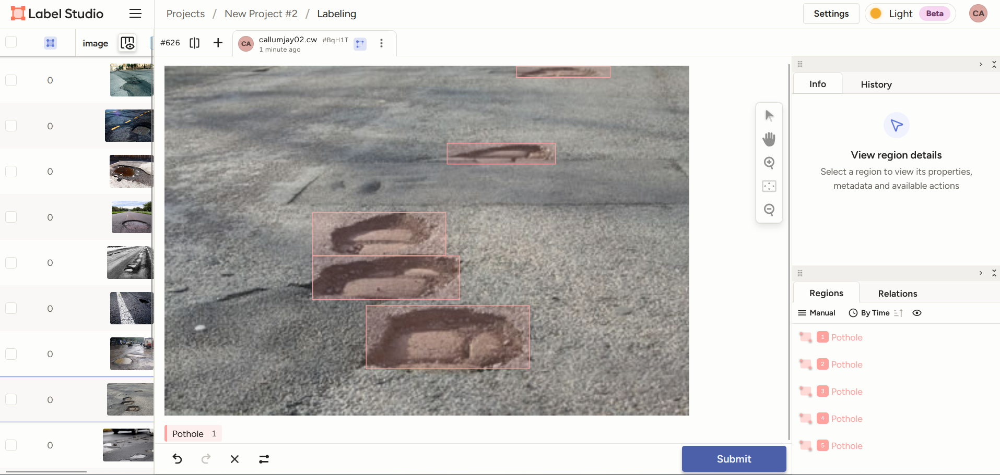 Label Studio
Projects / New Project #2 / Labeling
Settings
Light Beta
CA
image
#626
CA callumjay02.cw #BqH1T
1 minute ago
0
0
0
0
0
0
0
0
0
Pothole 1
Submit
Info History
View region details
Select a region to view its properties,
metadata and available actions
Regions Relations
Manual By Time
1 Pothole
2 Pothole
3 Pothole
4 Pothole
5 Pothole